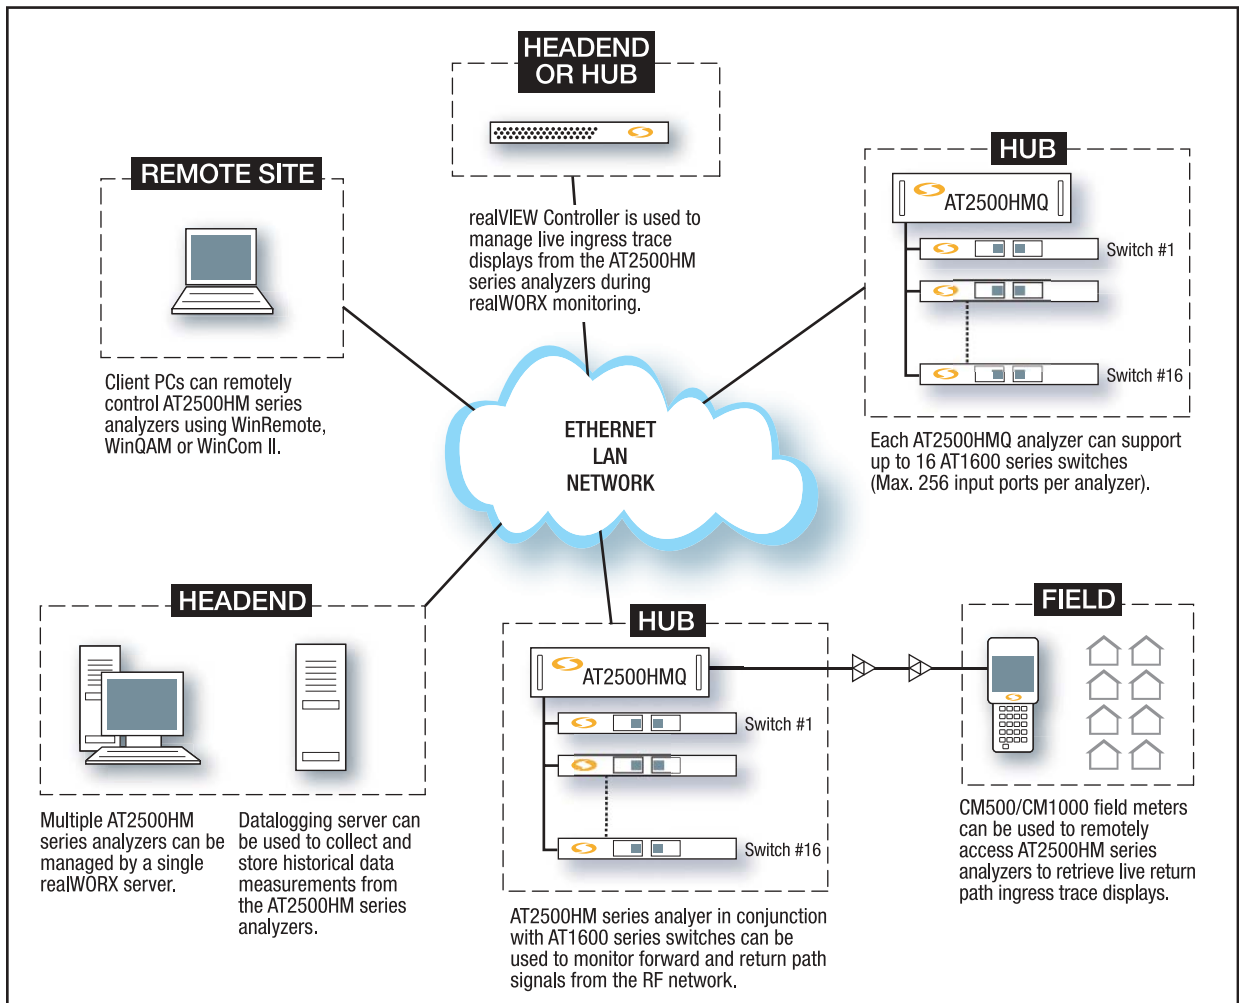 HEADEND
OR HUB
realVIEW Controller is used to
manage live ingress trace
displays from the AT2500HM
series analyzers during
realWORX monitoring.
REMOTE SITE
Client PCs can remotely
control AT2500HM series
analyzers using WinRemote,
WinQAM or WinCom II.
HUB
AT2500HMQ
Switch #1
Switch #16
Each AT2500HMQ analyzer can support
up to 16 AT1600 series switches
(Max. 256 input ports per analyzer).
ETHERNET
LAN
NETWORK
HEADEND
Multiple AT2500HM
series analyzers can be
managed by a single
realWORX server.
Datalogging server can
be used to collect and
store historical data
measurements from
the AT2500HM series
analyzers.
HUB
AT2500HMQ
Switch #1
Switch #16
AT2500HM series analyer in conjunction
with AT1600 series switches can be
used to monitor forward and return path
signals from the RF network.
FIELD
CM500/CM1000 field meters
can be used to remotely
access AT2500HM series
analyzers to retrieve live return
path ingress trace displays.